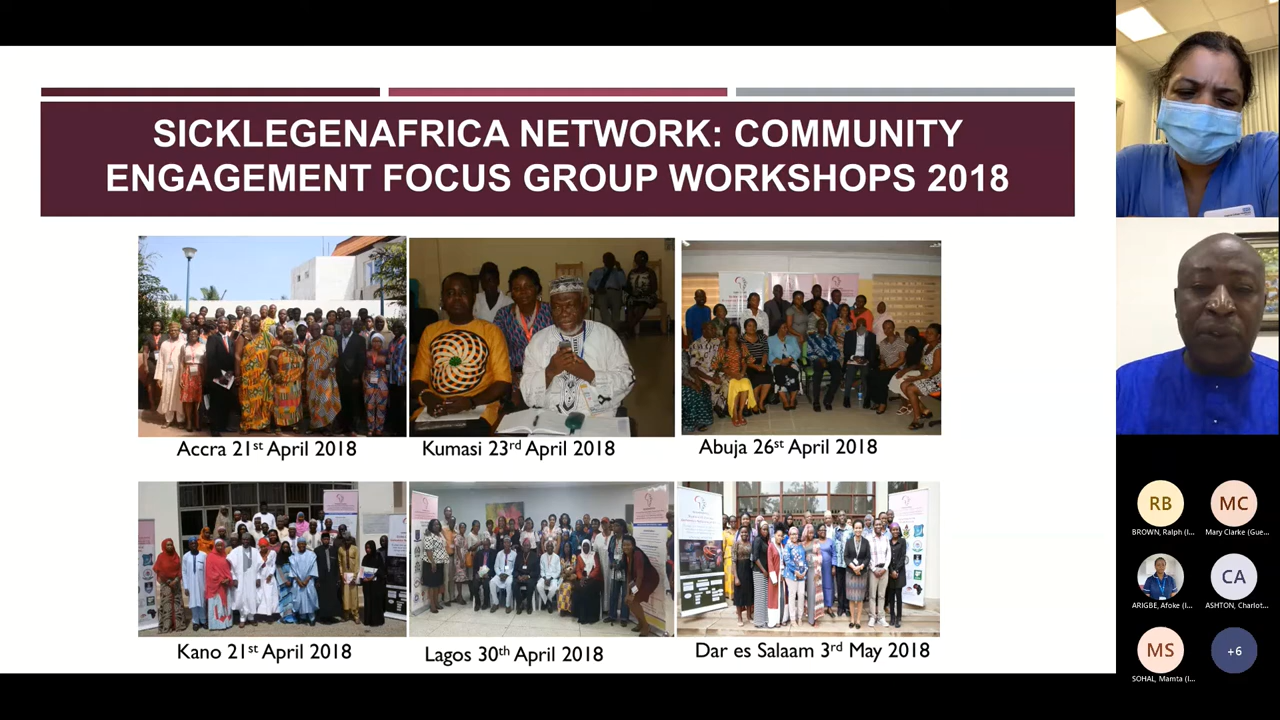 SICKLEGENAFRICA NETWORK: COMMUNITY
ENGAGEMENT FOCUS GROUP WORKSHOPS 2018
Accra 21st April 2018
Kumasi 23rd April 2018
Abuja 26st April 2018
Kano 21st April 2018
Lagos 30th April 2018
Dar es Salaam 3rd May 2018
RB
BROWN, Ralph (I...
MC
Mary Clarke (Gue...
ARIGBE, Afoke (I...
CA
ASHTON, Charlot...
MS
SOHAL, Mamta (I...
+6